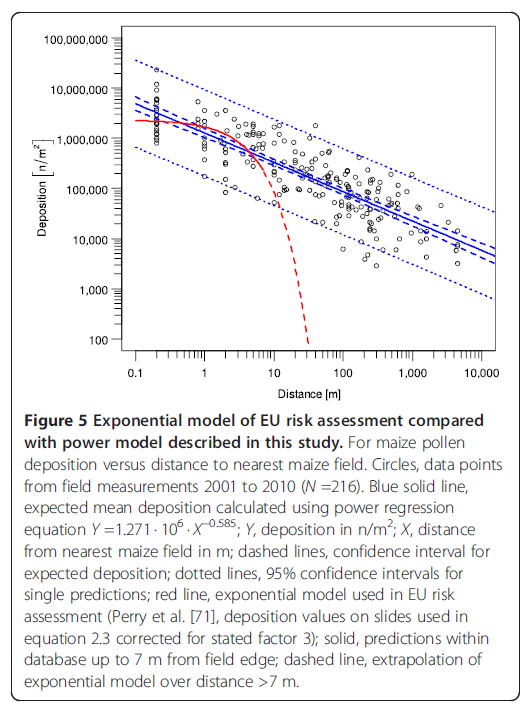 100,000,000
10,000,000
1,000,000
100,000
10,000
1,000
100
Deposition [n/m²]
0.1 1 10 100 1,000 10,000
Distance [m]
Figure 5 Exponential model of EU risk assessment compared
with power model described in this study. For maize pollen
deposition versus distance to nearest maize field. Circles, data points
from field measurements 2001 to 2010 (N =216). Blue solid line,
expected mean deposition calculated using power regression
equation Y =1.271 · 10⁶ · X⁻⁰·⁵⁸⁵; Y, deposition in n/m²; X, distance
from nearest maize field in m; dashed lines, confidence interval for
expected deposition; dotted lines, 95% confidence intervals for
single predictions; red line, exponential model used in EU risk
assessment (Perry et al. [71], deposition values on slides used in
equation 2.3 corrected for stated factor 3); solid, predictions within
database up to 7 m from field edge; dashed line, extrapolation of
exponential model over distance >7 m.